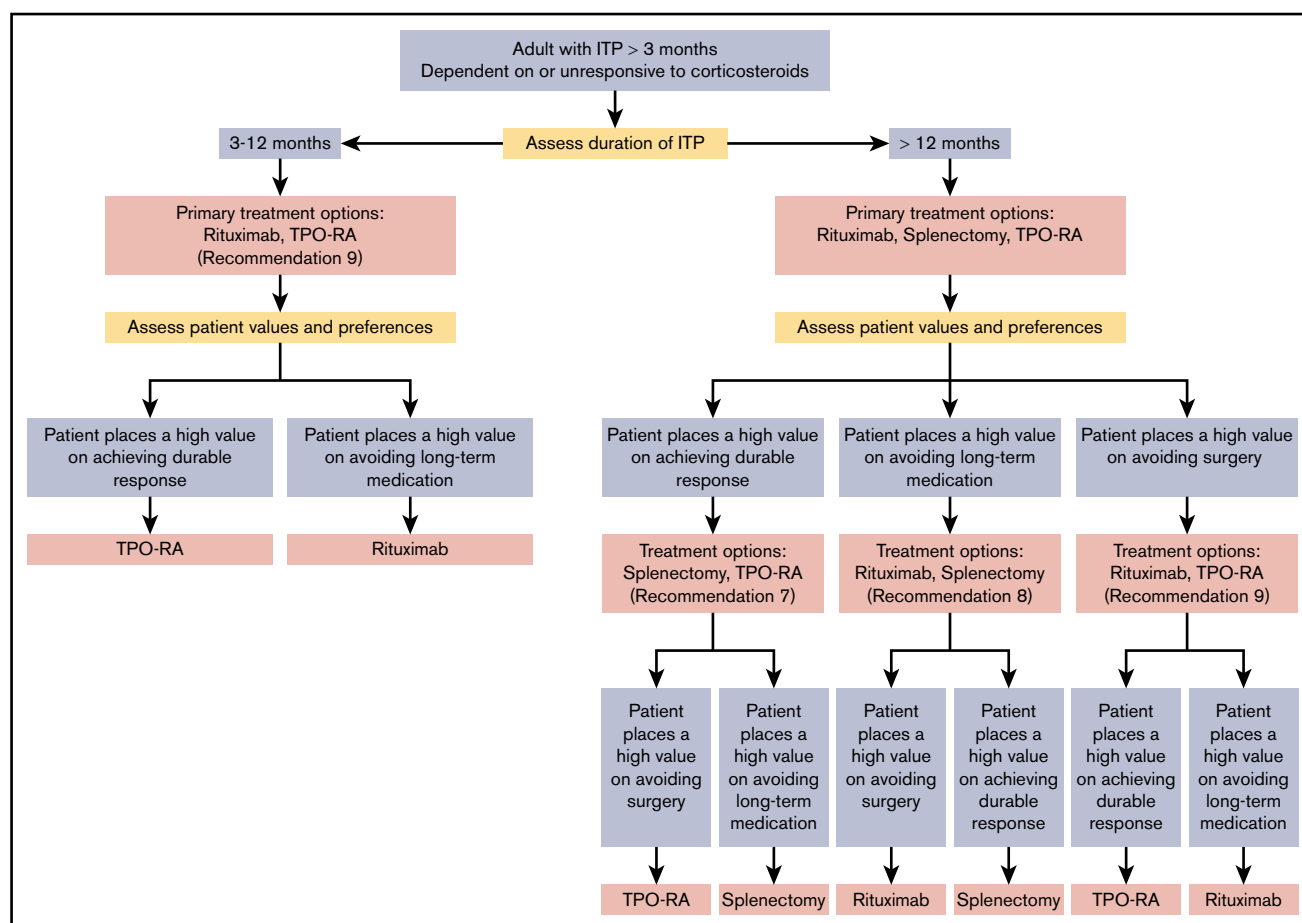 Adult with ITP > 3 months
Dependent on or unresponsive to corticosteroids
3-12 months
Assess duration of ITP
> 12 months
Primary treatment options:
Rituximab, TPO-RA
(Recommendation 9)
Primary treatment options:
Rituximab, Splenectomy, TPO-RA
Assess patient values and preferences
Assess patient values and preferences
Patient places a high value
on achieving durable
response
Patient places a high value
on avoiding long-term
medication
Patient places a high value
on achieving durable
response
Patient places a high value
on avoiding long-term
medication
Patient places a high value
on avoiding surgery
TPO-RA
Rituximab
Treatment options:
Splenectomy, TPO-RA
(Recommendation 7)
Treatment options:
Rituximab, Splenectomy
(Recommendation 8)
Treatment options:
Rituximab, TPO-RA
(Recommendation 9)
Patient
places a
high value
on avoiding
surgery
Patient
places a
high value
on avoiding
long-term
medication
Patient
places a
high value
on avoiding
surgery
Patient
places a
high value
on achieving
durable
response
Patient
places a
high value
on achieving
durable
response
Patient
places a
high value
on avoiding
long-term
medication
TPO-RA
Splenectomy
Rituximab
Splenectomy
TPO-RA
Rituximab